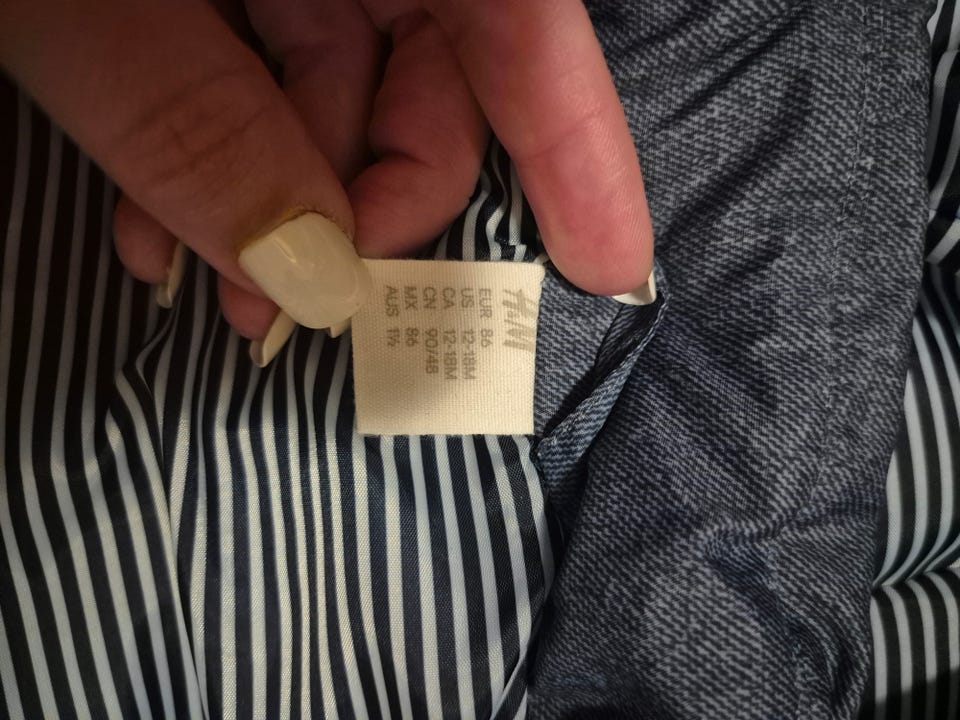 H&M
EUR 86
US 12-18M
CA 12-18M
CN 90/48
MX 86
AUS 1½